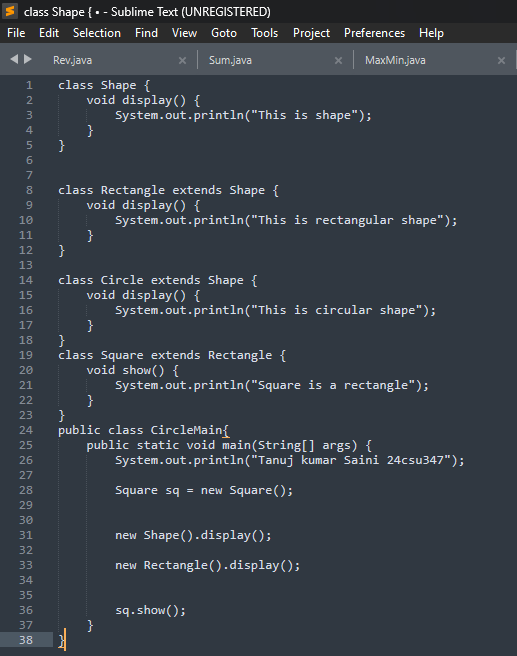 class Shape { • - Sublime Text (UNREGISTERED)
File Edit Selection Find View Goto Tools Project Preferences Help
Rev.java × Sum.java × MaxMin.java ×
1 class Shape {
2     void display() {
3         System.out.println("This is shape");
4     }
5 }
6
7
8 class Rectangle extends Shape {
9     void display() {
10         System.out.println("This is rectangular shape");
11     }
12 }
13
14 class Circle extends Shape {
15     void display() {
16         System.out.println("This is circular shape");
17     }
18 }
19 class Square extends Rectangle {
20     void show() {
21         System.out.println("Square is a rectangle");
22     }
23 }
24 public class CircleMain{
25     public static void main(String[] args) {
26         System.out.println("Tanuj kumar Saini 24csu347");
27
28         Square sq = new Square();
29
30
31         new Shape().display();
32
33         new Rectangle().display();
34
35
36         sq.show();
37     }
38 }